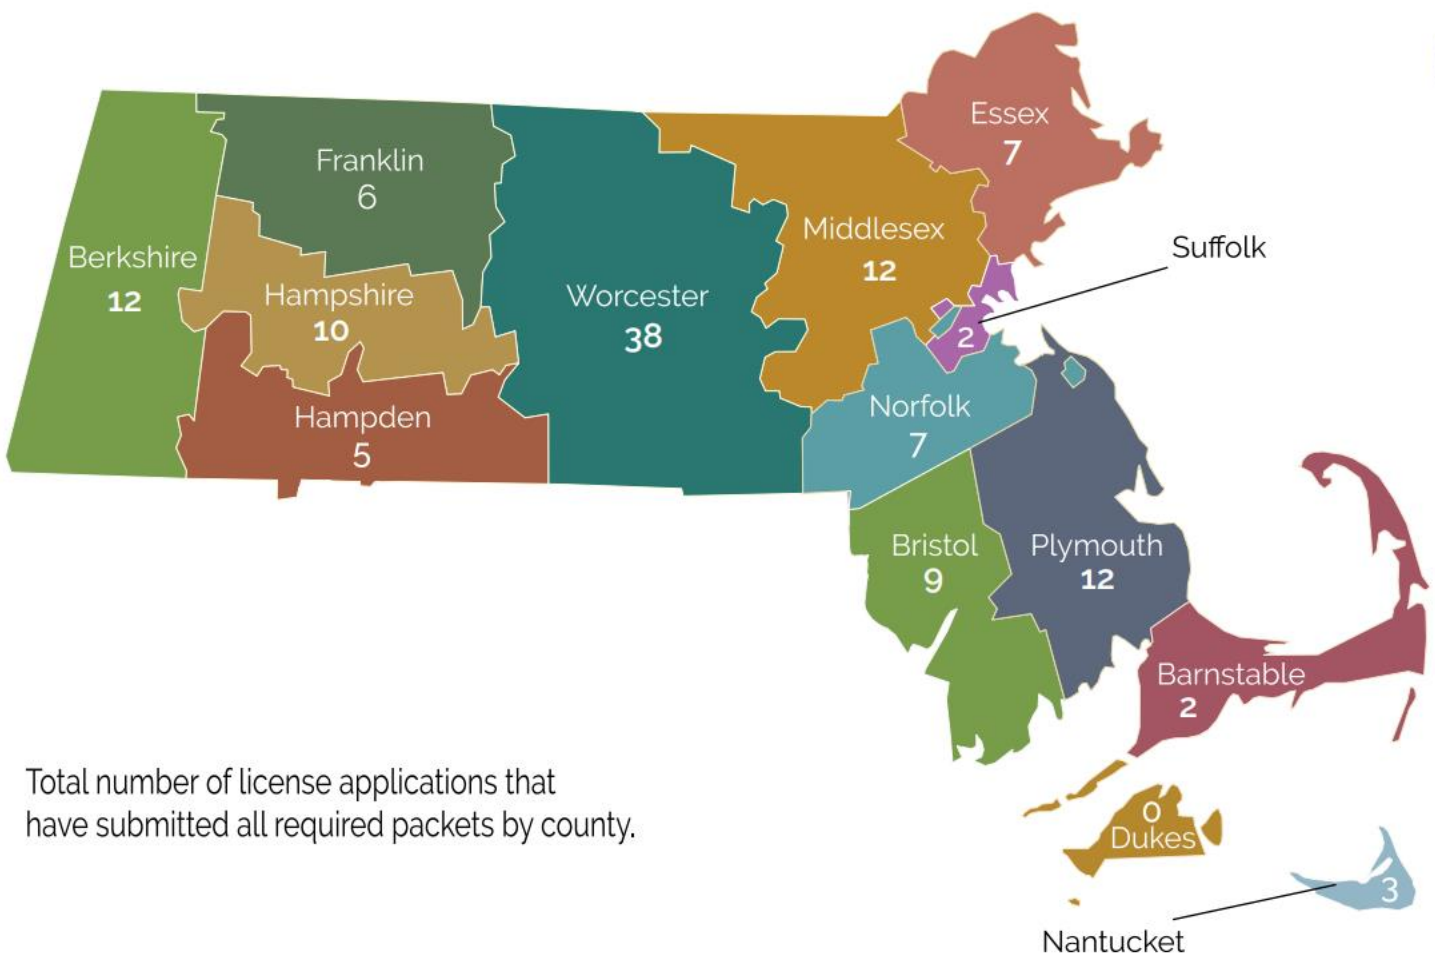 Essex
7
Franklin
6
Middlesex
12
Suffolk
2
Berkshire
12
Hampshire
10
Worcester
38
Hampden
5
Norfolk
7
Bristol
9
Plymouth
12
Barnstable
2
Total number of license applications that
have submitted all required packets by county.
0
Dukes
3
Nantucket